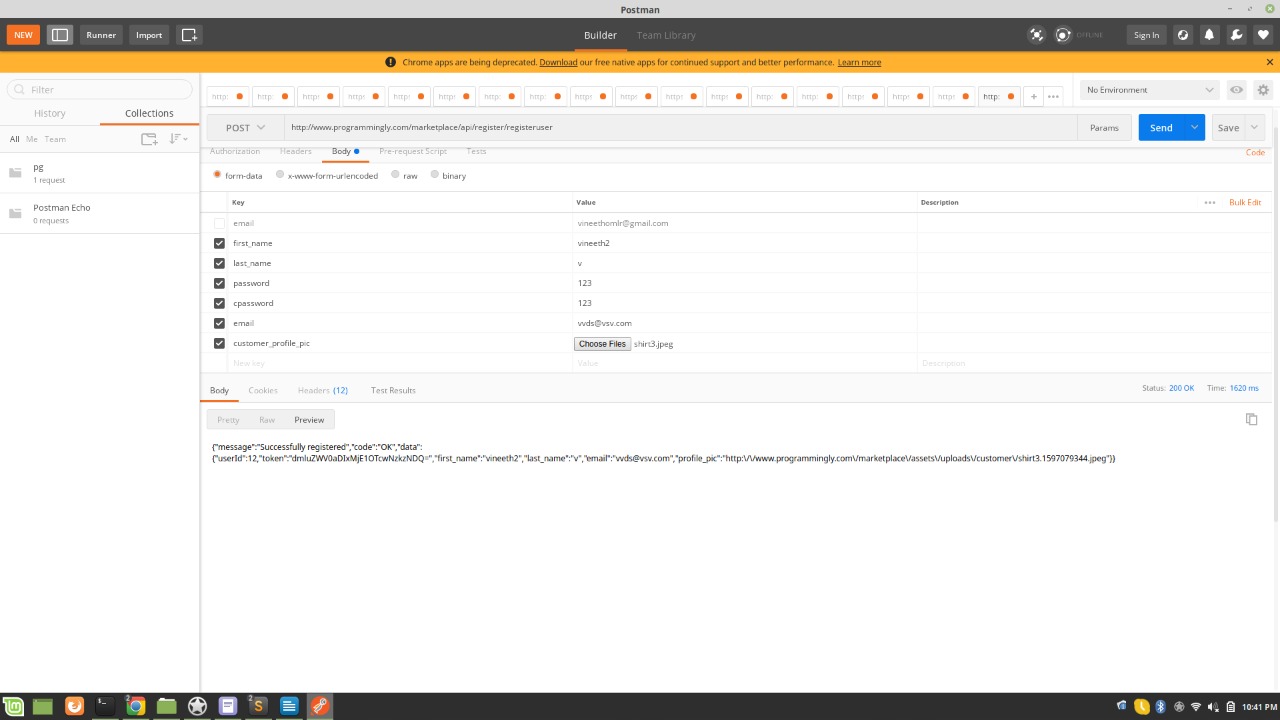 Postman
NEW Runner Import Builder Team Library OFFLINE Sign In
Chrome apps are being deprecated. Download our free native apps for continued support and better performance. Learn more
Filter
History Collections
All Me Team
pg
1 request
Postman Echo
0 requests
http: http: http: http: http: http: http: http: http: http: http: http: http: http: http: http: http: http: + •••
No Environment
POST http://www.programmingly.com/marketplace/api/register/registeruser Params Send Save
Authorization Headers Body Pre-request Script Tests Code
form-data x-www-form-urlencoded raw binary
Key Value Description ••• Bulk Edit
email vineethomlr@gmail.com
first_name vineeth2
last_name v
password 123
cpassword 123
email vvds@vsv.com
customer_profile_pic Choose Files shirt3.jpeg
New key Value Description
Body Cookies Headers (12) Test Results Status: 200 OK Time: 1620 ms
Pretty Raw Preview
{"message":"Successfully registered","code":"OK","data":
{"userId":12,"token":"dmluZWV0aDIxMjE1OTcwNzkzNDQ=","first_name":"vineeth2","last_name":"v","email":"vvds@vsv.com","profile_pic":"http:\/\/www.programmingly.com\/marketplace\/assets\/uploads\/customer\/shirt3.1597079344.jpeg"}}
2 2 10:41 PM